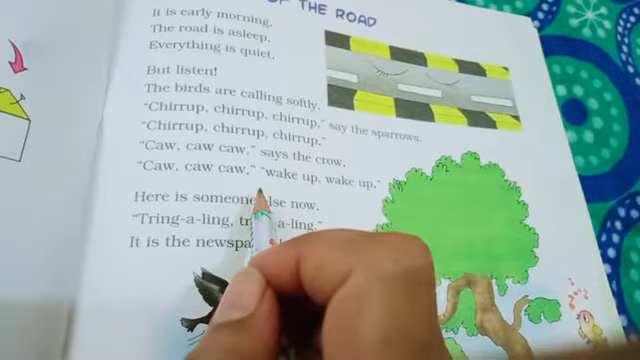 OF THE ROAD
It is early morning.
The road is asleep,
Everything is quiet.
But listen!
The birds are calling softly.
“Chirrup, chirrup, chirrup,” say the sparrows.
“Chirrup, chirrup, chirrup.”
“Caw, caw caw,” says the crow.
“Caw, caw caw,” “wake up, wake up.”
Here is someone else now.
“Tring-a-ling, a-ling.”
It is the